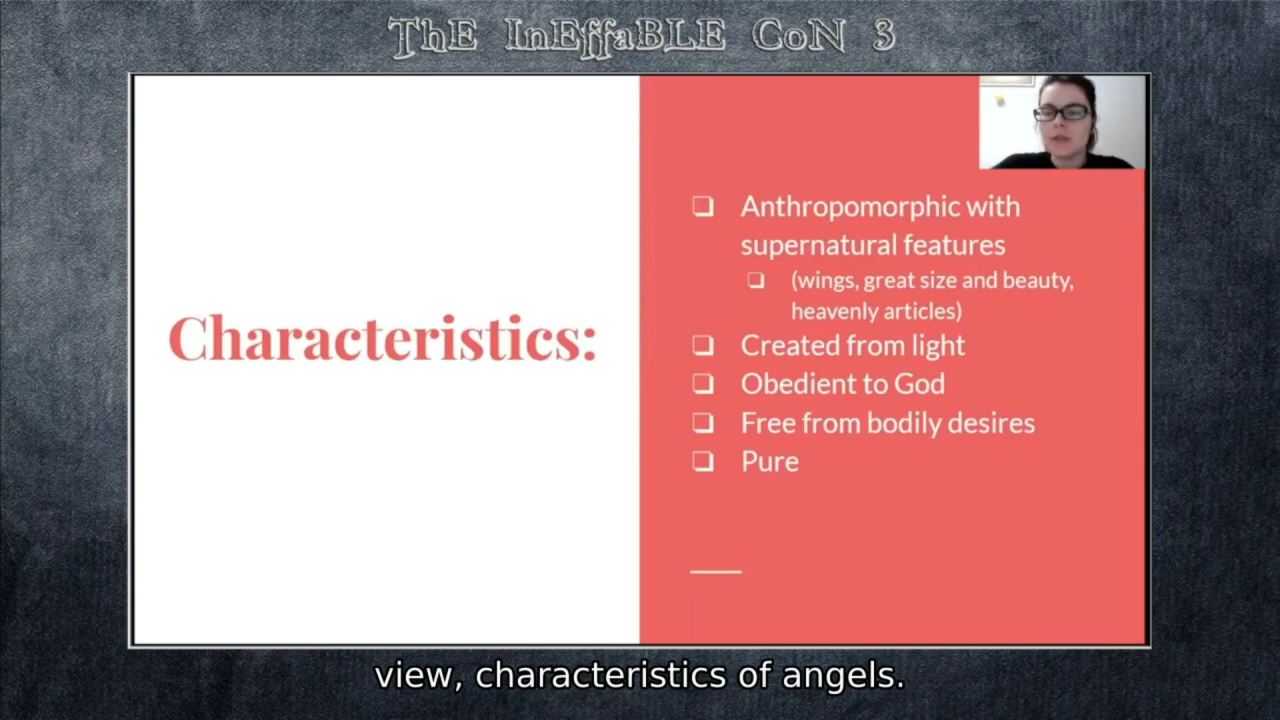 ThE InEffaBLE CoN 3
Characteristics:
❏ Anthropomorphic with
supernatural features
❏ (wings, great size and beauty,
heavenly articles)
❏ Created from light
❏ Obedient to God
❏ Free from bodily desires
❏ Pure
view, characteristics of angels.